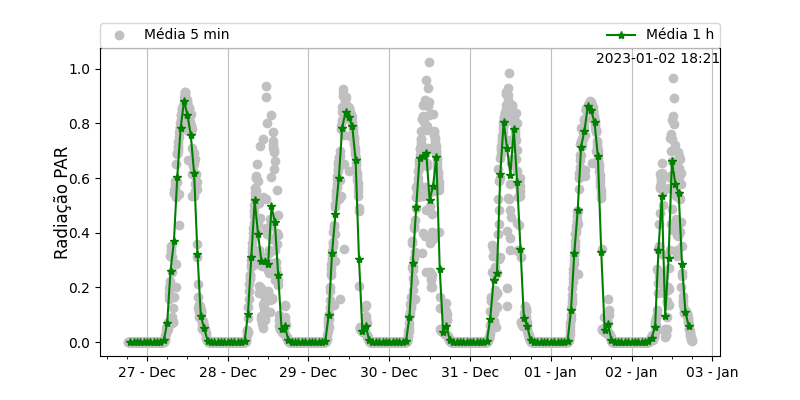 Média 5 min
Média 1 h
2023-01-02 18:21
Radiação PAR
1.0
0.8
0.6
0.4
0.2
0.0
27 - Dec
28 - Dec
29 - Dec
30 - Dec
31 - Dec
01 - Jan
02 - Jan
03 - Jan